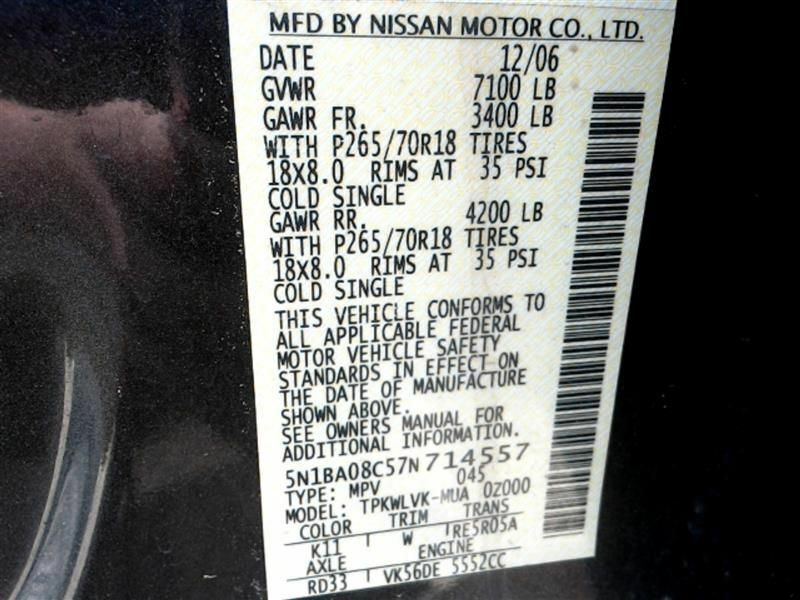 MFD BY NISSAN MOTOR CO., LTD.
DATE 12/06
GVWR 7100 LB
GAWR FR. 3400 LB
WITH P265/70R18 TIRES
18X8.0 RIMS AT 35 PSI
COLD SINGLE
GAWR RR. 4200 LB
WITH P265/70R18 TIRES
18X8.0 RIMS AT 35 PSI
COLD SINGLE
THIS VEHICLE CONFORMS TO
ALL APPLICABLE FEDERAL
MOTOR VEHICLE SAFETY
STANDARDS IN EFFECT ON
THE DATE OF MANUFACTURE
SHOWN ABOVE.
SEE OWNERS MANUAL FOR
ADDITIONAL INFORMATION.
5N1BA08C57N714557
TYPE: MPV 045
MODEL: TPKWLVK-MUA 0Z000
COLOR TRIM TRANS
K11 W RE5R05A
AXLE ENGINE
RD33 VK56DE 5552CC